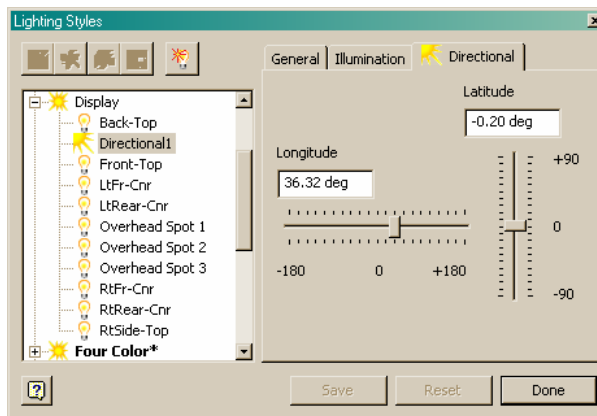 Lighting Styles
Display
Back-Top
Directional1
Front-Top
LtFr-Cnr
LtRear-Cnr
Overhead Spot 1
Overhead Spot 2
Overhead Spot 3
RtFr-Cnr
RtRear-Cnr
RtSide-Top
Four Color*
General
Illumination
Directional
Latitude
-0.20 deg
Longitude
36.32 deg
+90
0
-90
-180 0 +180
?
Save
Reset
Done